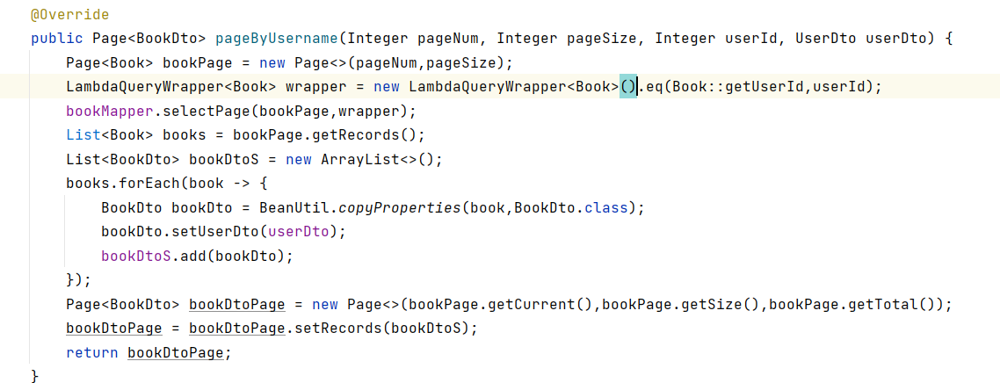 @Override
public Page<BookDto> pageByUsername(Integer pageNum, Integer pageSize, Integer userId, UserDto userDto) {
    Page<Book> bookPage = new Page<>(pageNum,pageSize);
    LambdaQueryWrapper<Book> wrapper = new LambdaQueryWrapper<Book>().eq(Book::getUserId,userId);
    bookMapper.selectPage(bookPage,wrapper);
    List<Book> books = bookPage.getRecords();
    List<BookDto> bookDtoS = new ArrayList<>();
    books.forEach(book -> {
        BookDto bookDto = BeanUtil.copyProperties(book,BookDto.class);
        bookDto.setUserDto(userDto);
        bookDtoS.add(bookDto);
    });
    Page<BookDto> bookDtoPage = new Page<>(bookPage.getCurrent(),bookPage.getSize(),bookPage.getTotal());
    bookDtoPage = bookDtoPage.setRecords(bookDtoS);
    return bookDtoPage;
}